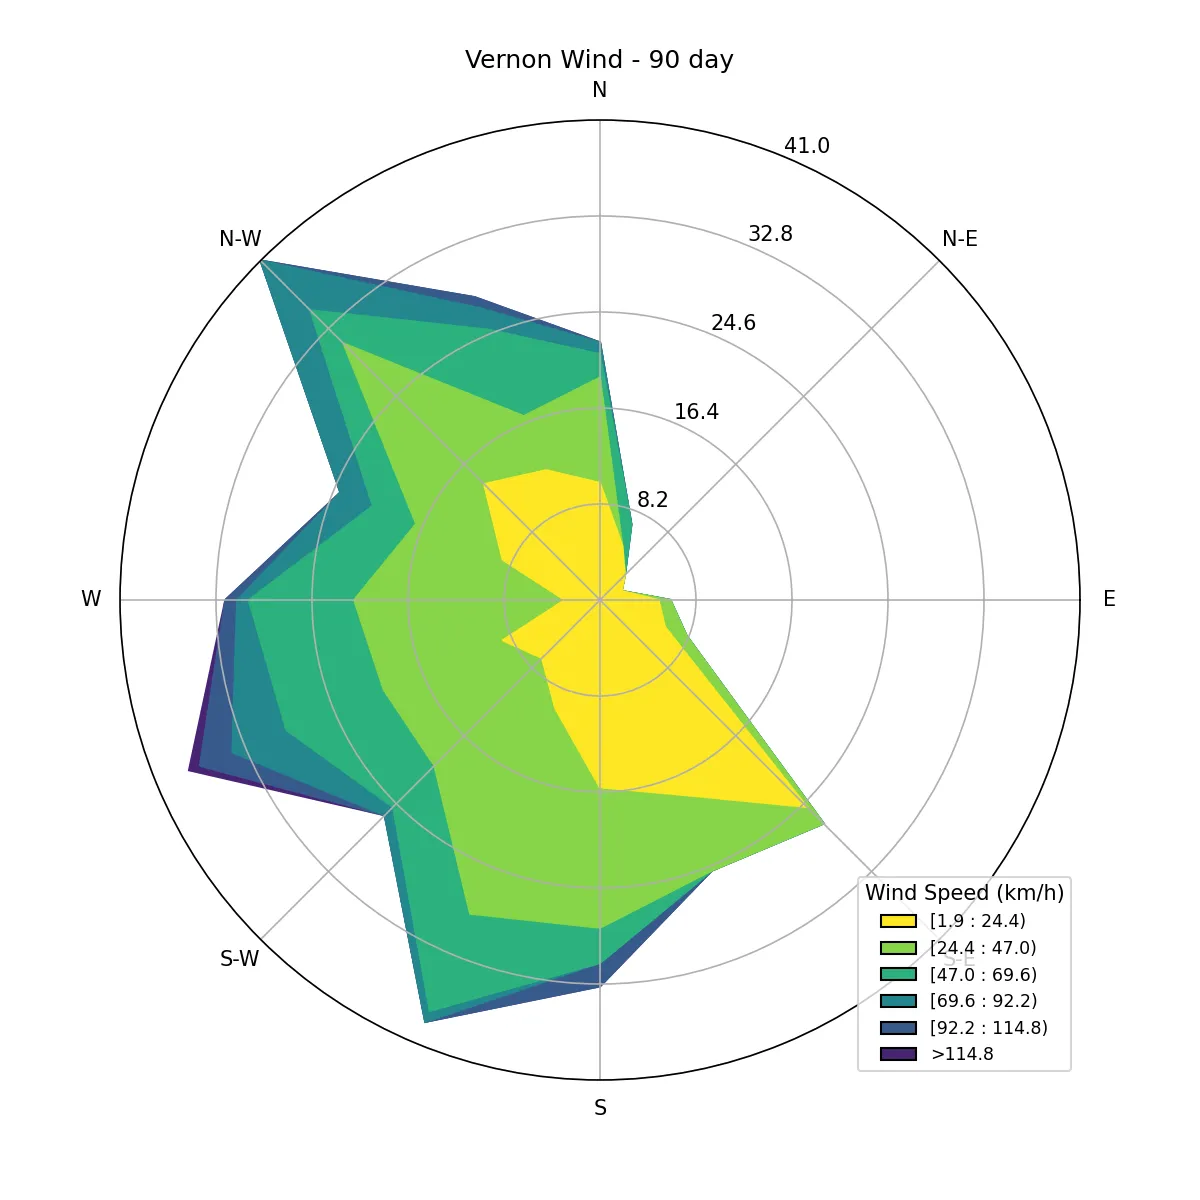 Vernon Wind - 90 day
N
41.0
N-W
32.8
N-E
24.6
16.4
8.2
W
E
S-W
S-E
S
Wind Speed (km/h)
[1.9 : 24.4)
[24.4 : 47.0)
[47.0 : 69.6)
[69.6 : 92.2)
[92.2 : 114.8)
>114.8